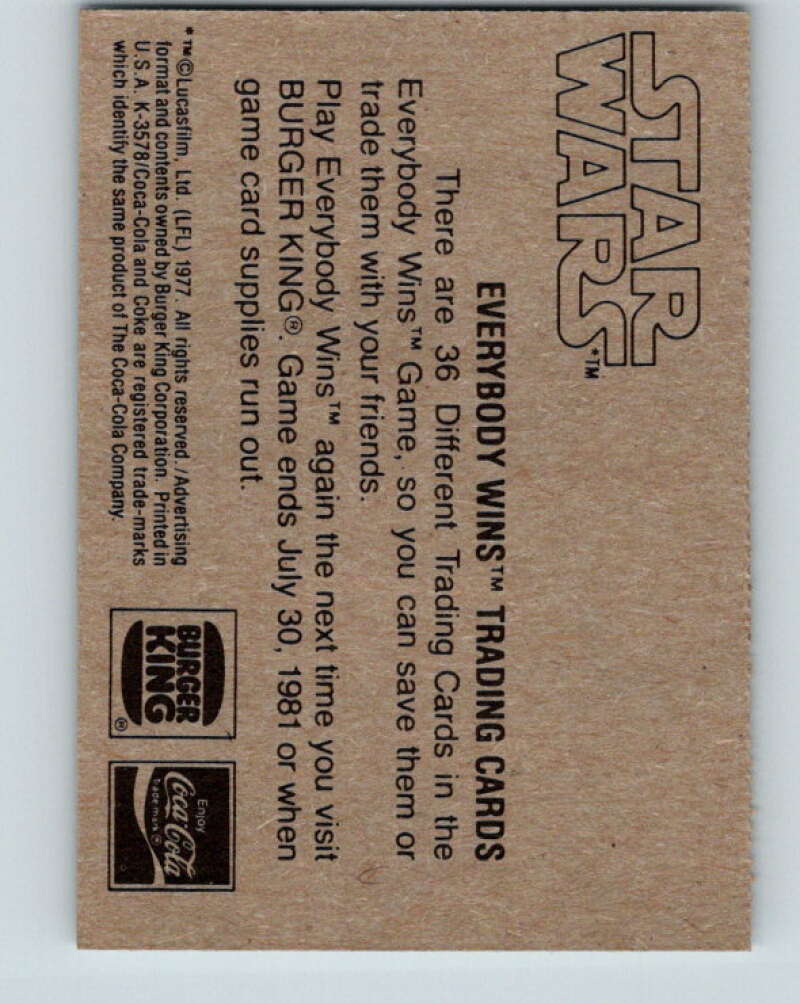 STAR
WARS*™
EVERYBODY WINS™ TRADING CARDS
There are 36 Different Trading Cards in the
Everybody Wins™ Game, so you can save them or
trade them with your friends.
Play Everybody Wins™ again the next time you visit
BURGER KING®. Game ends July 30, 1981 or when
game card supplies run out.
*™©Lucasfilm, Ltd. (LFL) 1977. All rights reserved./Advertising
format and contents owned by Burger King Corporation. Printed in
U.S.A. K-3578/Coca-Cola and Coke are registered trade-marks
which identify the same product of The Coca-Cola Company.
BURGER
KING®
Enjoy
Coca-Cola
Trade-mark®